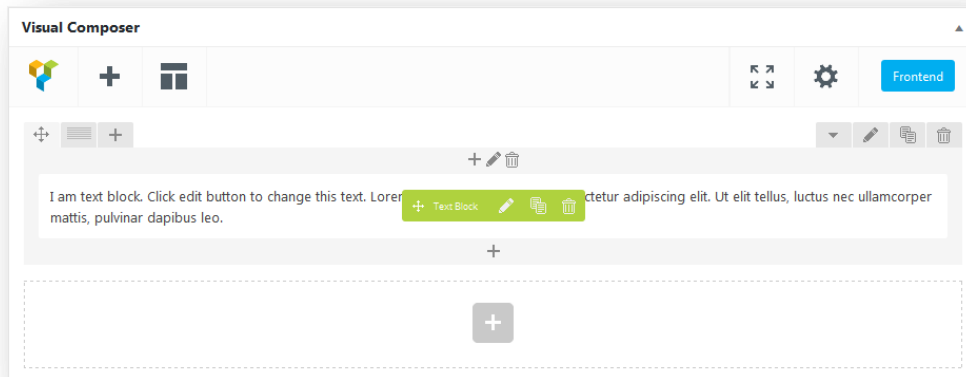 Visual Composer
Frontend
I am text block. Click edit button to change this text. Lorem ctetur adipiscing elit. Ut elit tellus, luctus nec ullamcorper
Text Block
mattis, pulvinar dapibus leo.